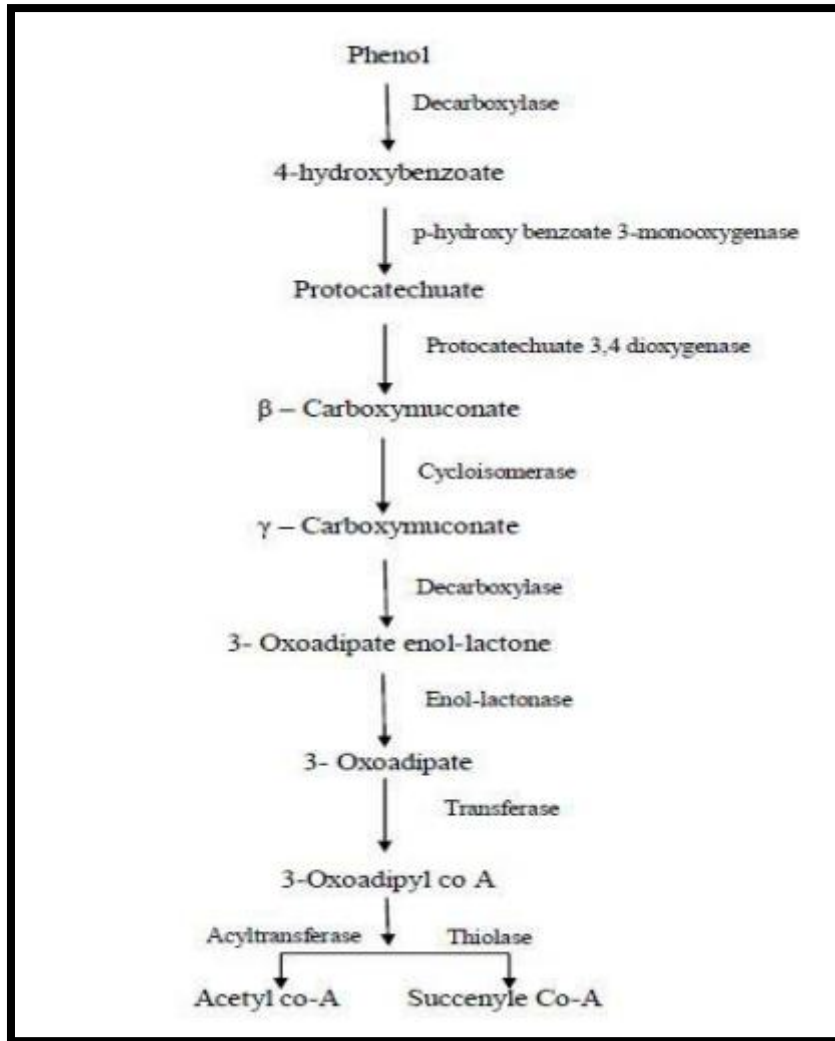 Phenol
Decarboxylase
4-hydroxybenzoate
p-hydroxy benzoate 3-monooxygenase
Protocatechuate
Protocatechuate 3,4 dioxygenase
β – Carboxymuconate
Cycloisomerase
γ – Carboxymuconate
Decarboxylase
3- Oxoadipate enol-lactone
Enol-lactonase
3- Oxoadipate
Transferase
3-Oxoadipyl co A
Acyltransferase Thiolase
Acetyl co-A Succenyle Co-A